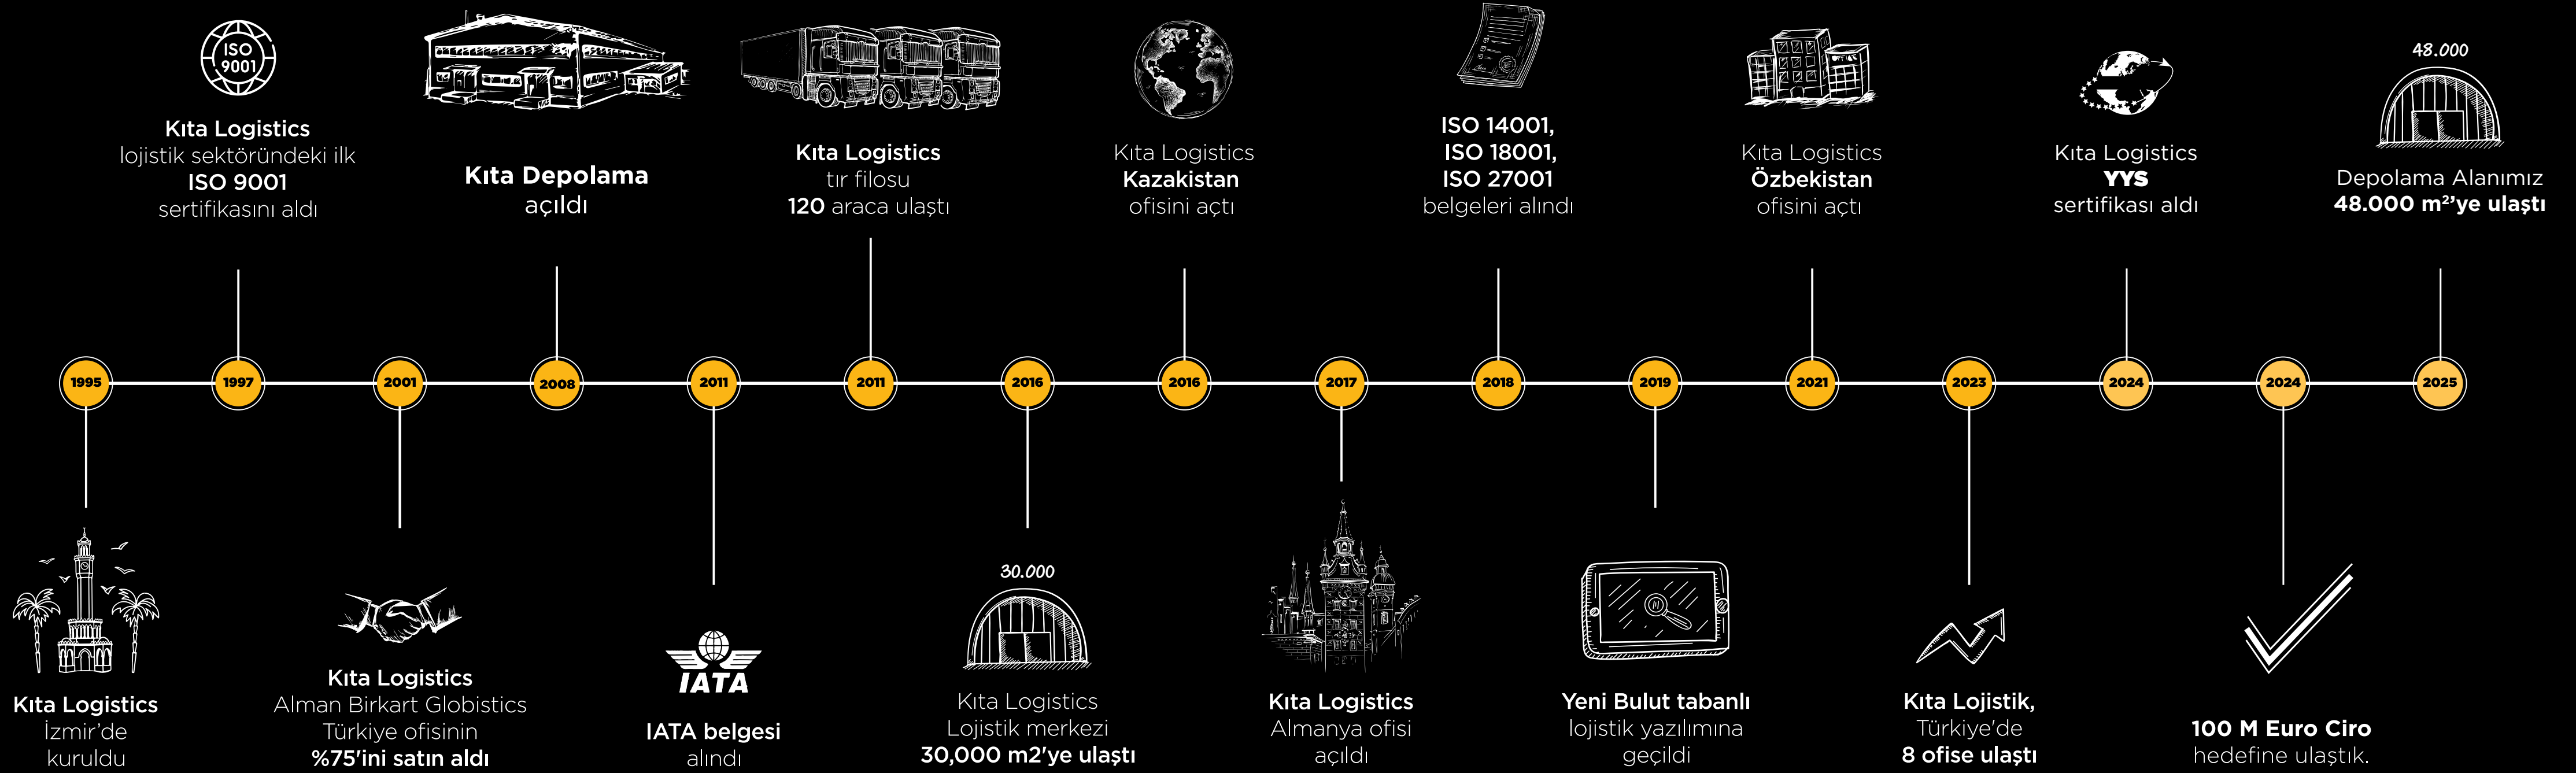 ISO
9001
Kıta Logistics
lojistik sektöründeki ilk
ISO 9001
sertifikasını aldı
Kıta Depolama
açıldı
Kıta Logistics
tır filosu
120 araca ulaştı
Kıta Logistics
Kazakistan
ofisini açtı
ISO 14001,
ISO 18001,
ISO 27001
belgeleri alındı
OFFICE
Kıta Logistics
Özbekistan
ofisini açtı
Kıta Logistics
YYS
sertifikası aldı
48.000
Depolama Alanımız
48.000 m²'ye ulaştı
1995
1997
2001
2008
2011
2011
2016
2016
2017
2018
2019
2021
2023
2024
2024
2025
Kıta Logistics
İzmir’de
kuruldu
Kıta Logistics
Alman Birkart Globistics
Türkiye ofisinin
%75'ini satın aldı
IATA
IATA belgesi
alındı
30.000
Kıta Logistics
Lojistik merkezi
30,000 m2'ye ulaştı
Kıta Logistics
Almanya ofisi
açıldı
Yeni Bulut tabanlı
lojistik yazılımına
geçildi
Kıta Lojistik,
Türkiye'de
8 ofise ulaştı
100 M Euro Ciro
hedefine ulaştık.